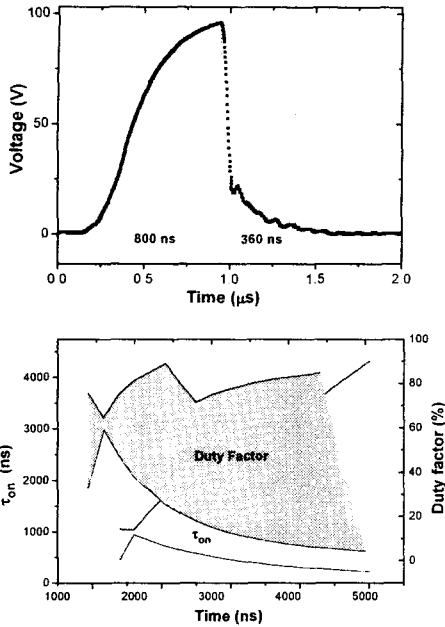 100
50
0
Voltage (V)
800 ns
360 ns
0 0
0 5
1 0
1 5
2 0
Time (μs)
4000
3000
2000
1000
0
τon (ns)
100
80
60
40
20
0
Duty factor (%)
Duty Factor
τon
1000
2000
3000
4000
5000
Time (ns)